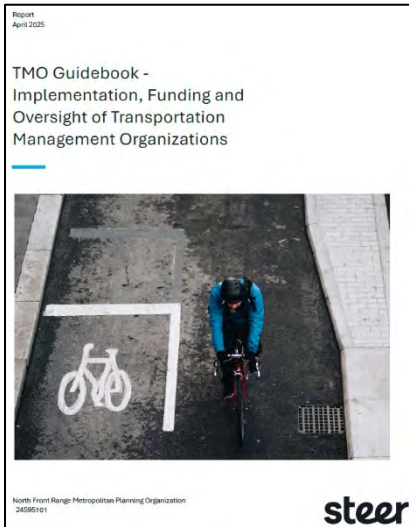 Report
April 2025
TMO Guidebook -
Implementation, Funding and
Oversight of Transportation
Management Organizations
North Front Range Metropolitan Planning Organization
24595101
steer